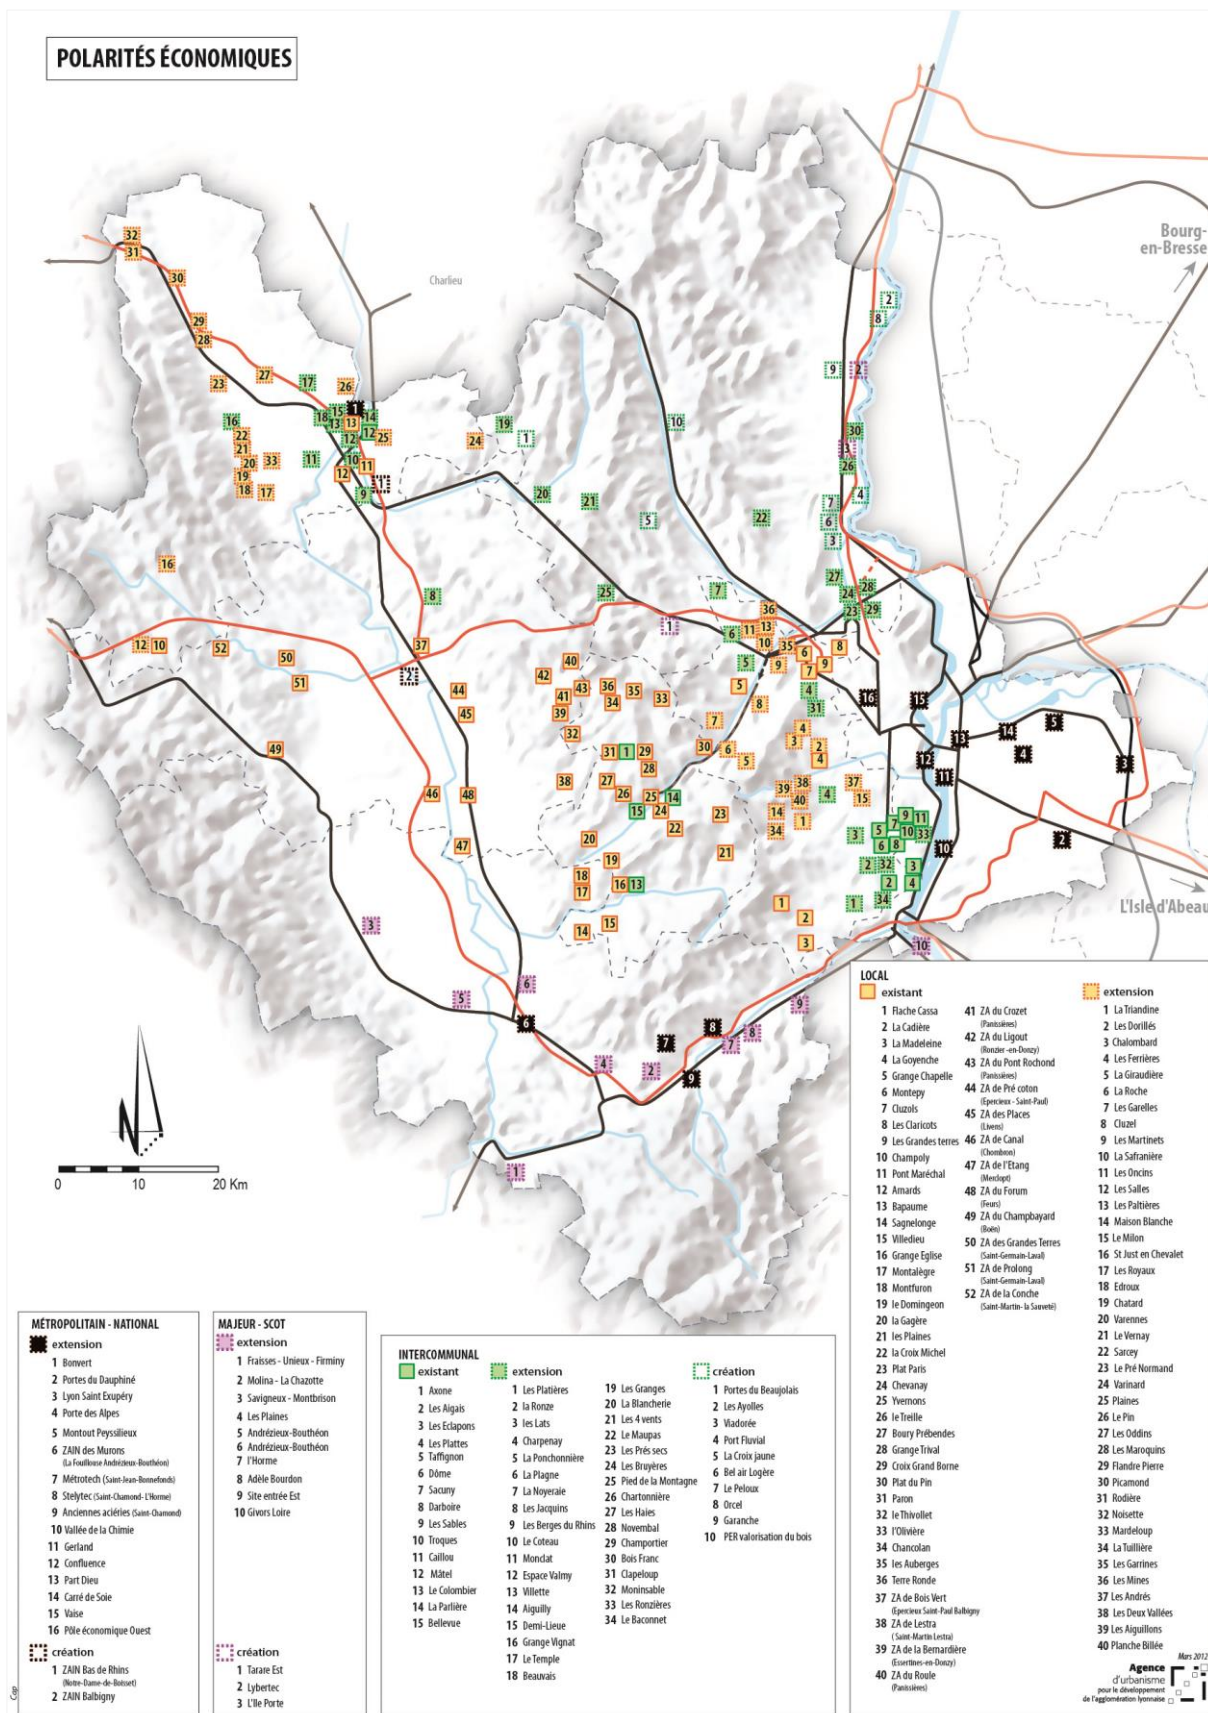 POLARITÉS ÉCONOMIQUES
Charlieu
Bourg-
en-Bresse
L'Isle d'Abeau
0 10 20 Km
MÉTROPOLITAIN - NATIONAL
extension
1 Bonvert
2 Portes du Dauphiné
3 Lyon Saint Exupéry
4 Porte des Alpes
5 Montout Peyssilieux
6 ZAIN des Murons
(La Fouillouse Andrézieux-Bouthéon)
7 Métrotech (Saint-Jean-Bonnefonds)
8 Stelytec (Saint-Chamond- L'Horme)
9 Anciennes aciéries (Saint-Chamond)
10 Vallée de la Chimie
11 Gerland
12 Confluence
13 Part Dieu
14 Carré de Soie
15 Vaise
16 Pôle économique Ouest
création
1 ZAIN Bas de Rhins
(Notre-Dame-de-Boisset)
2 ZAIN Balbigny
MAJEUR - SCOT
extension
1 Fraisses - Unieux - Firminy
2 Molina - La Chazotte
3 Savigneux - Montbrison
4 Les Plaines
5 Andrézieux-Bouthéon
6 Andrézieux-Bouthéon
7 l'Horme
8 Adèle Bourdon
9 Site entrée Est
10 Givors Loire
création
1 Tarare Est
2 Lybertec
3 L'Ile Porte
INTERCOMMUNAL
existant
1 Axone
2 Les Aigais
3 Les Eclapons
4 Les Plattes
5 Taffignon
6 Dôme
7 Sacuny
8 Darboire
9 Les Sables
10 Troques
11 Caillou
12 Mâtel
13 Le Colombier
14 La Parlière
15 Bellevue
extension
1 Les Platières
2 la Ronze
3 les Lats
4 Charpenay
5 La Ponchonnière
6 La Plagne
7 La Noyeraie
8 Les Jacquins
9 Les Berges du Rhins
10 Le Coteau
11 Monclat
12 Espace Valmy
13 Villette
14 Aiguilly
15 Demi-Lieue
16 Grange Vignat
17 Le Temple
18 Beauvais
19 Les Granges
20 La Blancherie
21 Les 4 vents
22 Le Maupas
23 Les Prés secs
24 Les Bruyères
25 Pied de la Montagne
26 Chartonnière
27 Les Haies
28 Novembal
29 Champortier
30 Bois Franc
31 Clapeloup
32 Moninsable
33 Les Ronzières
34 Le Baconnet
création
1 Portes du Beaujolais
2 Les Ayolles
3 Viadorée
4 Port Fluvial
5 La Croix jaune
6 Bel air Logère
7 Le Peloux
8 Orcel
9 Garanche
10 PER valorisation du bois
LOCAL
existant
1 Flache Cassa
2 La Cadière
3 La Madeleine
4 La Goyenche
5 Grange Chapelle
6 Montepy
7 Cluzols
8 Les Claricots
9 Les Grandes terres
10 Champoly
11 Pont Maréchal
12 Arnards
13 Bapaume
14 Sagnelonge
15 Villedieu
16 Grange Eglise
17 Montalègre
18 Montfuron
19 le Domingeon
20 la Gagère
21 les Plaines
22 la Croix Michel
23 Plat Paris
24 Chevanay
25 Yvernons
26 le Treille
27 Boury Prébendes
28 Grange Trival
29 Croix Grand Borne
30 Plat du Pin
31 Paron
32 le Thivollet
33 l'Olivière
34 Chancolan
35 les Auberges
36 Terre Ronde
37 ZA de Bois Vert
(Epercieux Saint-Paul Balbigny
38 ZA de Lestra
( Saint-Martin Lestra)
39 ZA de la Bernardière
(Essertines-en-Donzy)
40 ZA du Roule
(Panissières)
41 ZA du Crozet
(Panissières)
42 ZA du Ligout
(Ronzier -en-Donzy)
43 ZA du Pont Rochond
(Panissières)
44 ZA de Pré coton
(Epercieux - Saint-Paul)
45 ZA des Places
(Livens)
46 ZA de Canal
(Chombron)
47 ZA de l'Etang
(Merclopt)
48 ZA du Forum
(Feurs)
49 ZA du Champbayard
(Boën)
50 ZA des Grandes Terres
(Saint-Germain-Laval)
51 ZA de Prolong
(Saint-Germain-Laval)
52 ZA de la Conche
(Saint-Martin- la Sauveté)
extension
1 La Triandine
2 Les Dorillés
3 Chalombard
4 Les Ferrières
5 La Giraudière
6 La Roche
7 Les Garelles
8 Cluzel
9 Les Martinets
10 La Safranière
11 Les Oncins
12 Les Salles
13 Les Paltières
14 Maison Blanche
15 Le Milon
16 St Just en Chevalet
17 Les Royaux
18 Edroux
19 Chatard
20 Varennes
21 Le Vernay
22 Sarcey
23 Le Pré Normand
24 Varinard
25 Plaines
26 Le Pin
27 Les Oddins
28 Les Maroquins
29 Flandre Pierre
30 Picamond
31 Rodière
32 Noisette
33 Mardeloup
34 La Tuillière
35 Les Garrines
36 Les Mines
37 Les Andrés
38 Les Deux Vallées
39 Les Aiguillons
40 Planche Billée
Mars 2012
Agence
d'urbanisme
pour le développement
de l'agglomération lyonnaise
Cap